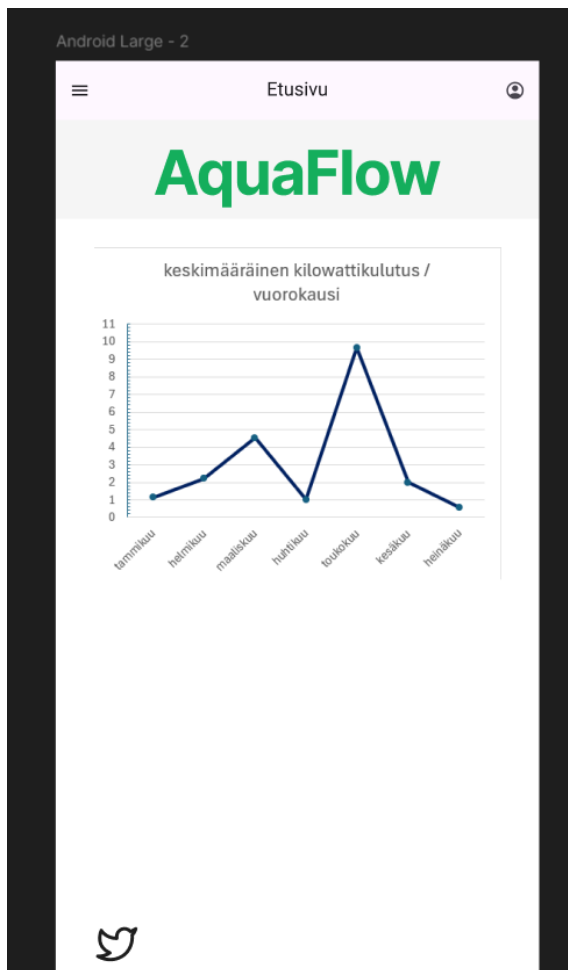 Android Large - 2
Etusivu
AquaFlow
keskimääräinen kilowattikulutus /
vuorokausi
11
10
9
8
7
6
5
4
3
2
1
0
tammikuu
helmikuu
maaliskuu
huhtikuu
toukokuu
kesäkuu
heinäkuu